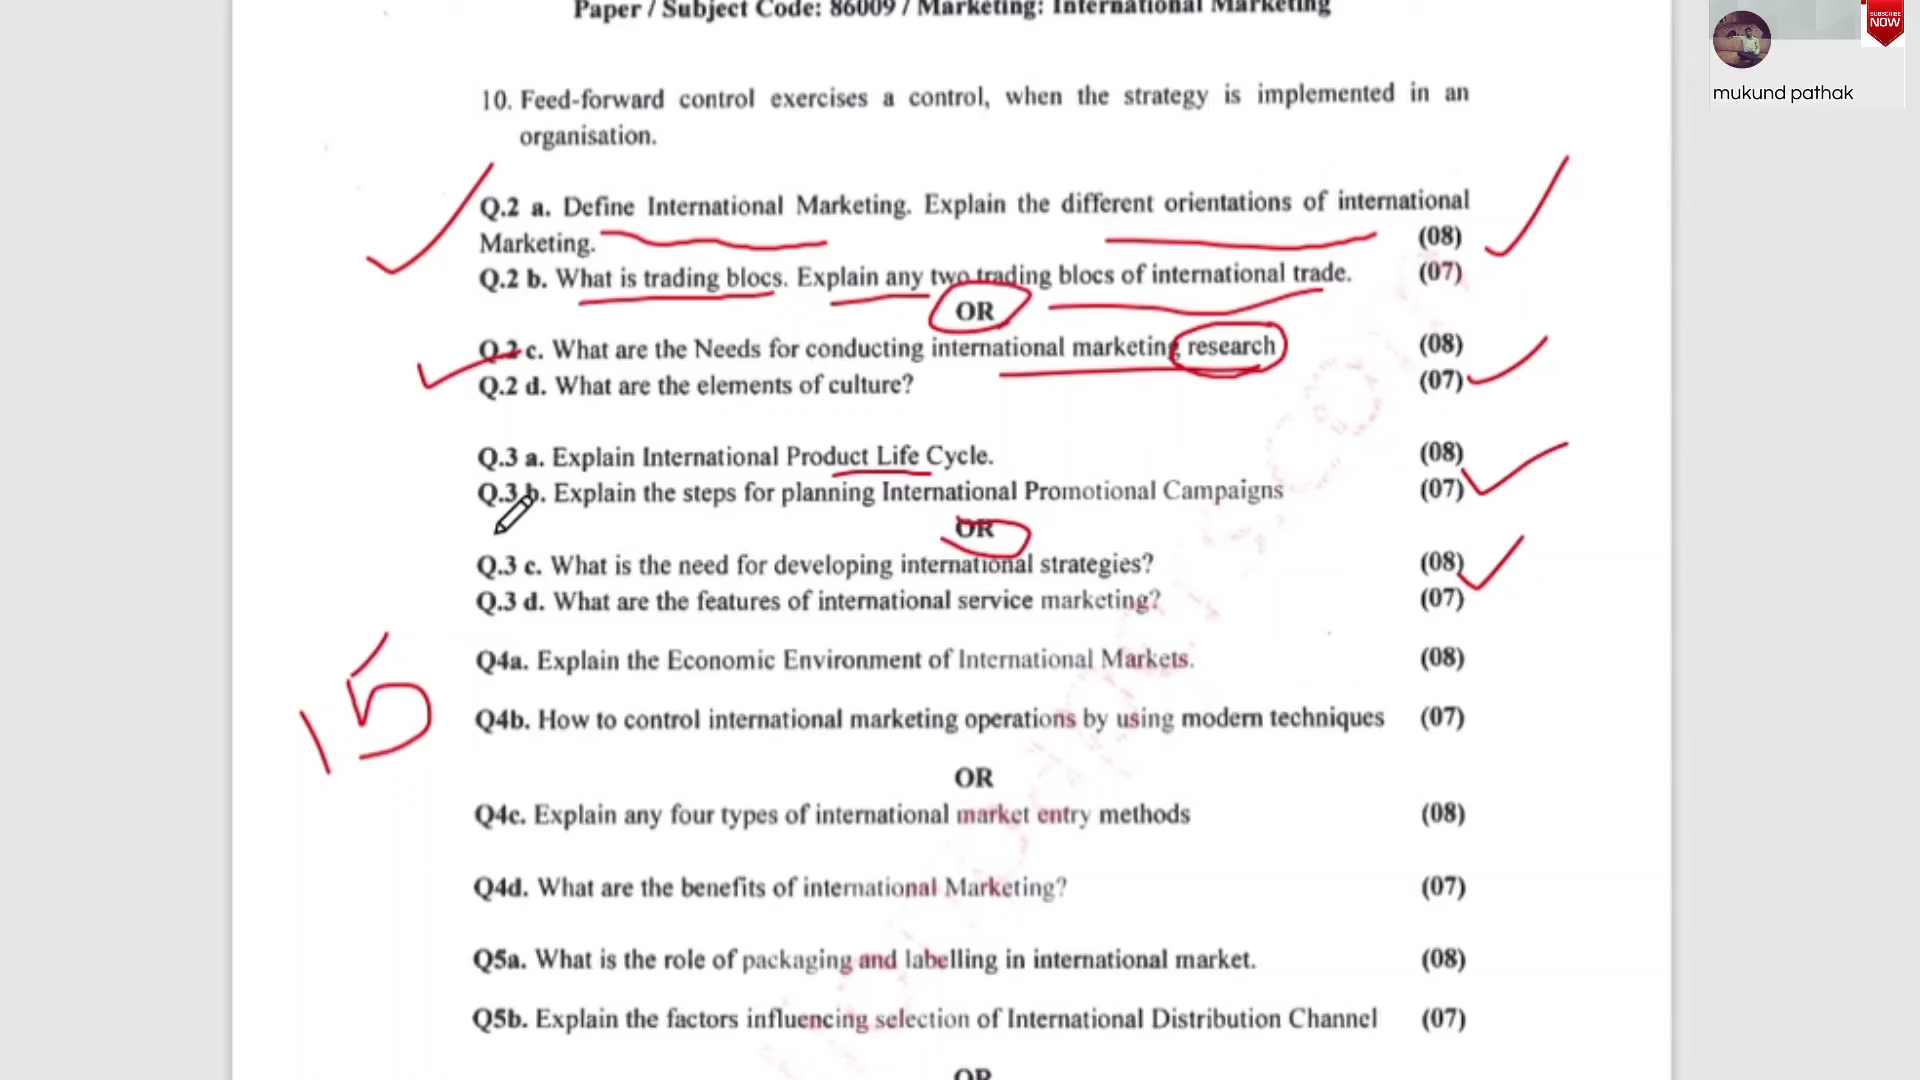 Paper / Subject Code: 86009 / Marketing: International Marketing
SUBSCRIBE
NOW
mukund pathak
10. Feed-forward control exercises a control, when the strategy is implemented in an
organisation.
Q.2 a. Define International Marketing. Explain the different orientations of international
Marketing. (08)
Q.2 b. What is trading blocs. Explain any two trading blocs of international trade. (07)
OR
Q.2 c. What are the Needs for conducting international marketing research (08)
Q.2 d. What are the elements of culture? (07)
Q.3 a. Explain International Product Life Cycle. (08)
Q.3 b. Explain the steps for planning International Promotional Campaigns (07)
OR
Q.3 c. What is the need for developing international strategies? (08)
Q.3 d. What are the features of international service marketing? (07)
15
Q4a. Explain the Economic Environment of International Markets. (08)
Q4b. How to control international marketing operations by using modern techniques (07)
OR
Q4c. Explain any four types of international market entry methods (08)
Q4d. What are the benefits of international Marketing? (07)
Q5a. What is the role of packaging and labelling in international market. (08)
Q5b. Explain the factors influencing selection of International Distribution Channel (07)
OR